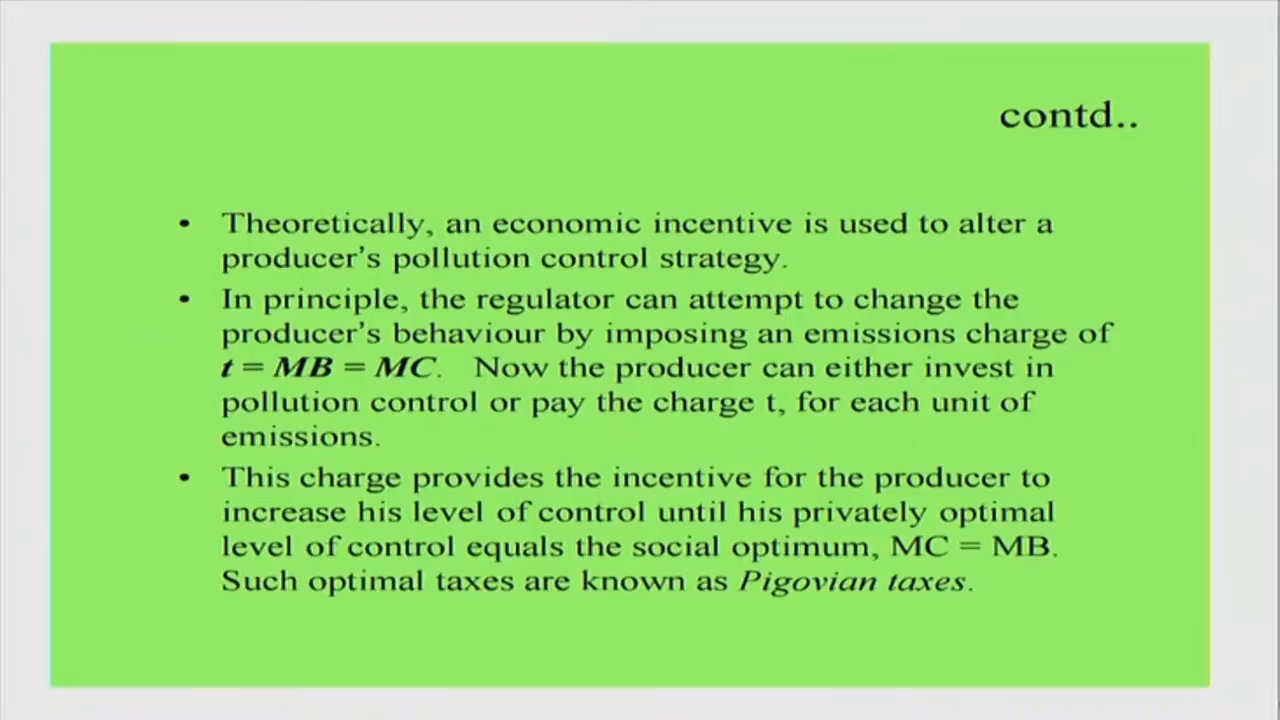 contd..
• Theoretically, an economic incentive is used to alter a
producer's pollution control strategy.
• In principle, the regulator can attempt to change the
producer's behaviour by imposing an emissions charge of
t = MB = MC. Now the producer can either invest in
pollution control or pay the charge t, for each unit of
emissions.
• This charge provides the incentive for the producer to
increase his level of control until his privately optimal
level of control equals the social optimum, MC = MB.
Such optimal taxes are known as Pigovian taxes.